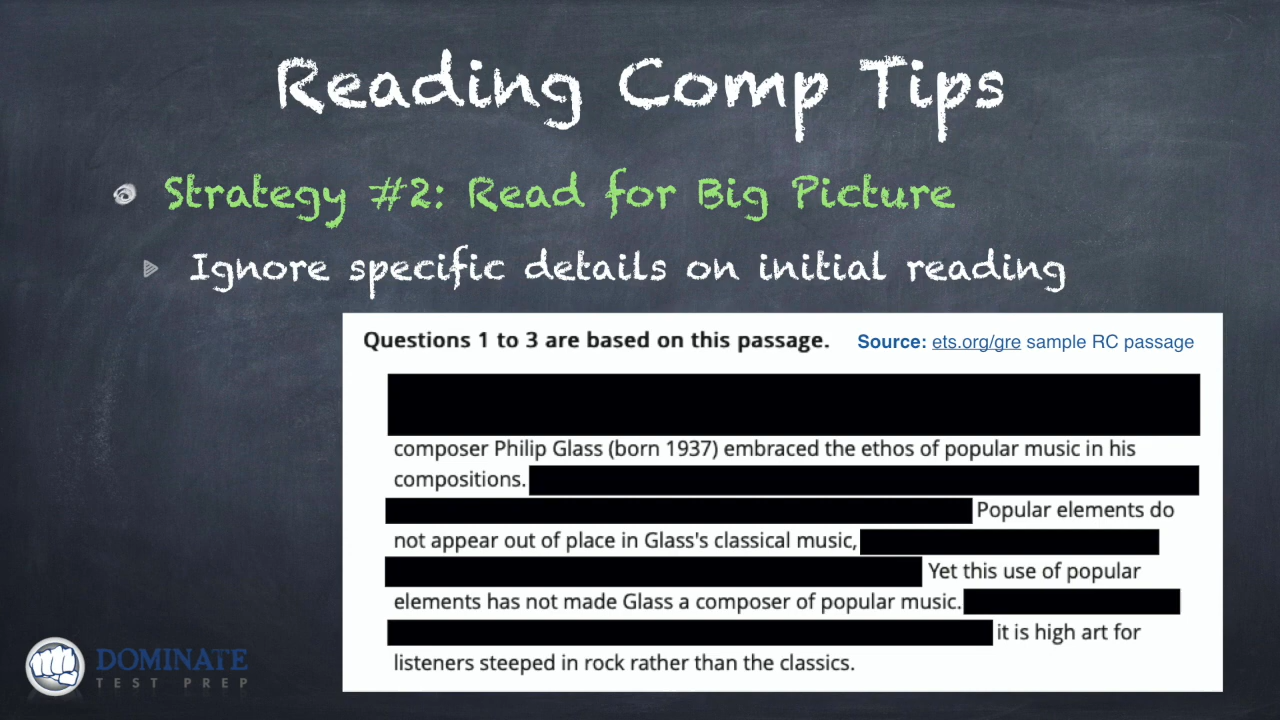 Reading Comp Tips
Strategy #2: Read for Big Picture
Ignore specific details on initial reading
Questions 1 to 3 are based on this passage. Source: ets.org/gre sample RC passage
composer Philip Glass (born 1937) embraced the ethos of popular music in his
compositions.
Popular elements do
not appear out of place in Glass's classical music,
Yet this use of popular
elements has not made Glass a composer of popular music.
it is high art for
listeners steeped in rock rather than the classics.
DOMINATE
TEST PREP